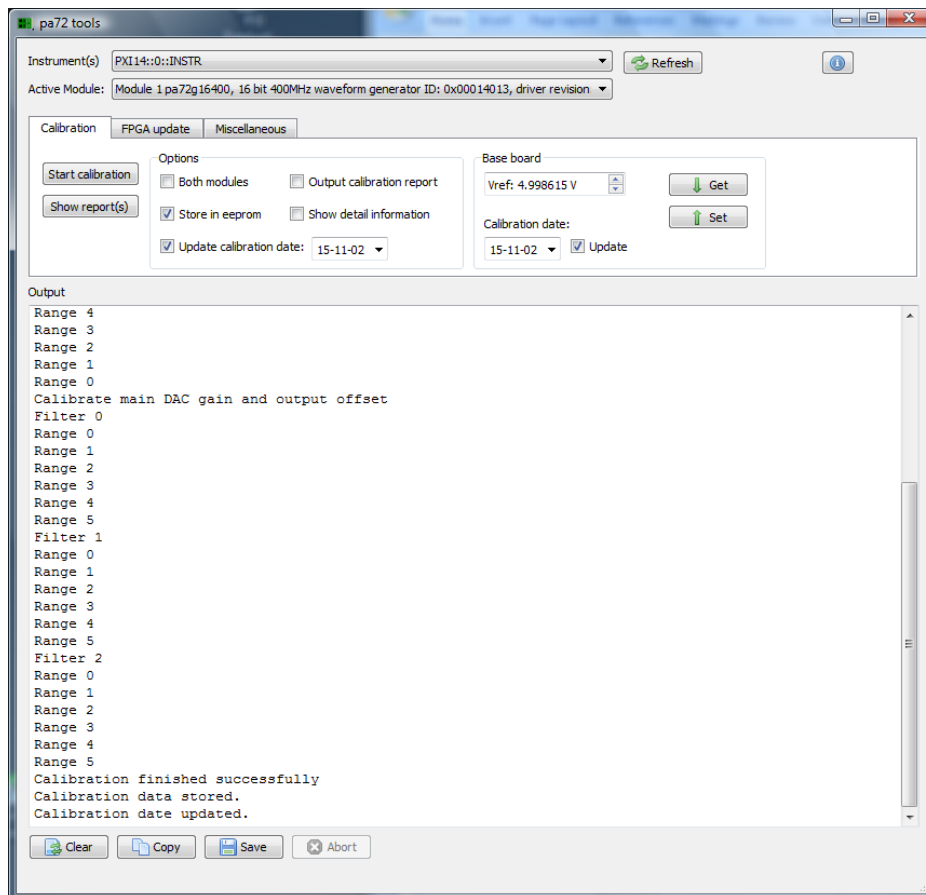 pa72 tools
Instrument(s) PXI14::0::INSTR Refresh
Active Module: Module 1 pa72g16400, 16 bit 400MHz waveform generator ID: 0x00014013, driver revision
Calibration FPGA update Miscellaneous
Start calibration
Show report(s)
Options
Both modules Output calibration report
Store in eeprom Show detail information
Update calibration date: 15-11-02
Base board
Vref: 4.998615 V Get
Set
Calibration date:
15-11-02 Update
Output
Range 4
Range 3
Range 2
Range 1
Range 0
Calibrate main DAC gain and output offset
Filter 0
Range 0
Range 1
Range 2
Range 3
Range 4
Range 5
Filter 1
Range 0
Range 1
Range 2
Range 3
Range 4
Range 5
Filter 2
Range 0
Range 1
Range 2
Range 3
Range 4
Range 5
Calibration finished successfully
Calibration data stored.
Calibration date updated.
Clear Copy Save Abort